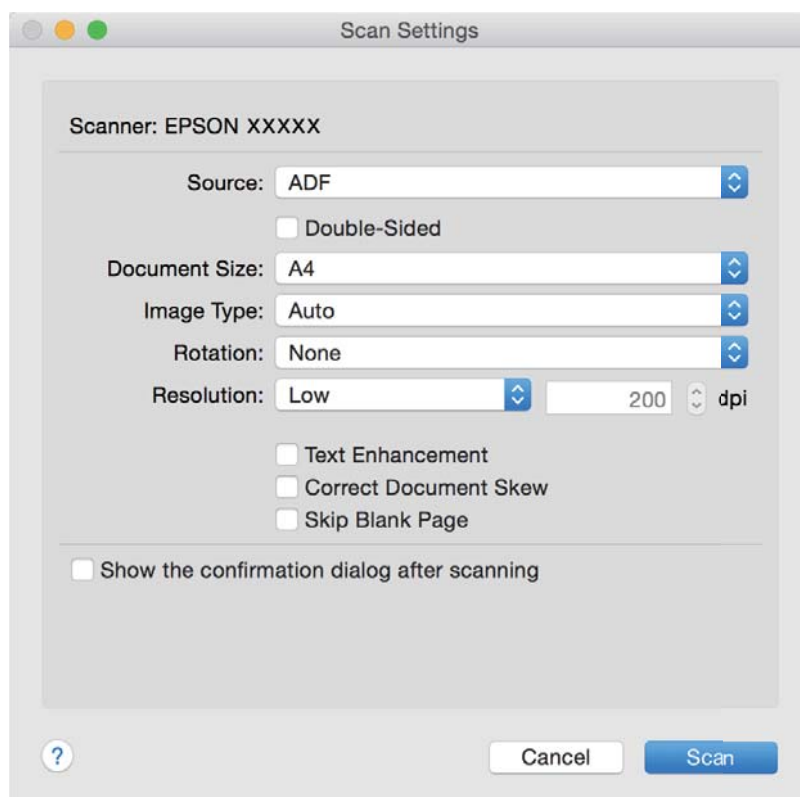 Scan Settings
Scanner: EPSON XXXXX
Source: ADF
Double-Sided
Document Size: A4
Image Type: Auto
Rotation: None
Resolution: Low 200 dpi
Text Enhancement
Correct Document Skew
Skip Blank Page
Show the confirmation dialog after scanning
? Cancel Scan